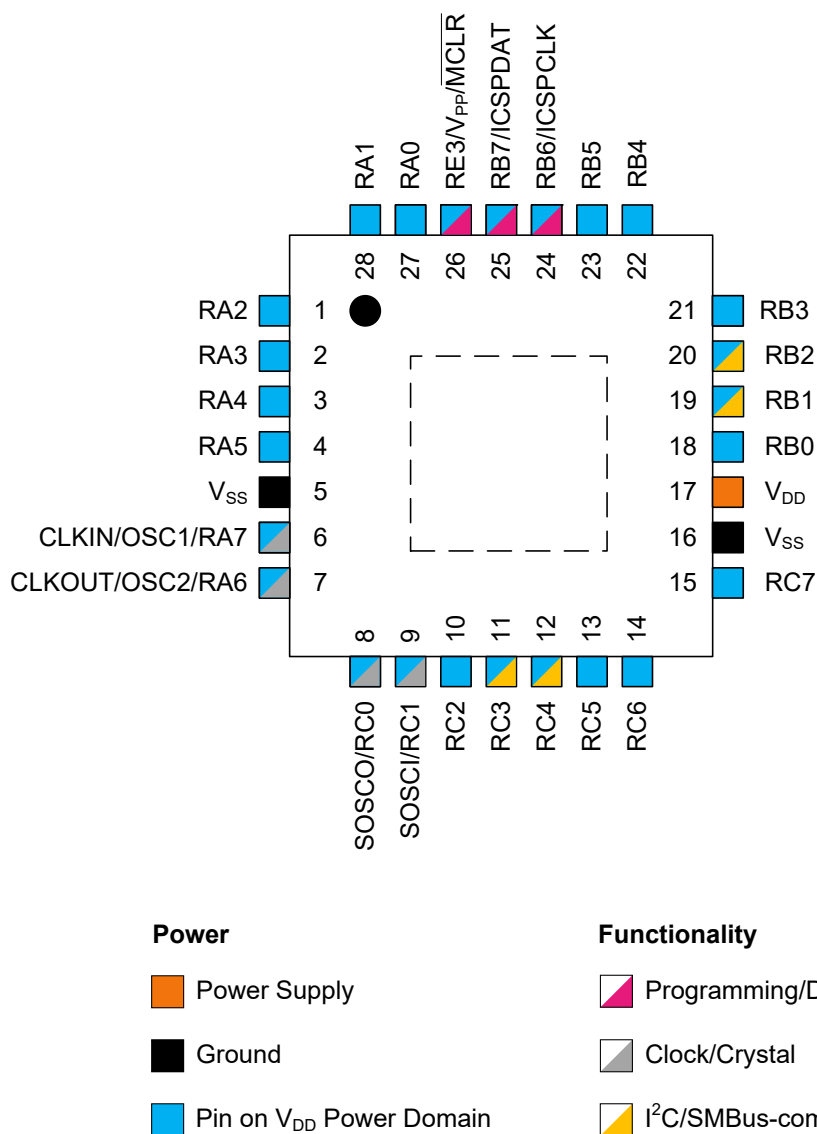 RA1
RA0
RE3/VPP/MCLR
RB7/ICSPDAT
RB6/ICSPCLK
RB5
RB4
28
27
26
25
24
23
22
RA2 1
RA3 2
RA4 3
RA5 4
VSS 5
CLKIN/OSC1/RA7 6
CLKOUT/OSC2/RA6 7
21 RB3
20 RB2
19 RB1
18 RB0
17 VDD
16 VSS
15 RC7
8
9
10
11
12
13
14
SOSCO/RC0
SOSCI/RC1
RC2
RC3
RC4
RC5
RC6
Power
Power Supply
Ground
Pin on VDD Power Domain
Functionality
Programming/D
Clock/Crystal
I²C/SMBus-com